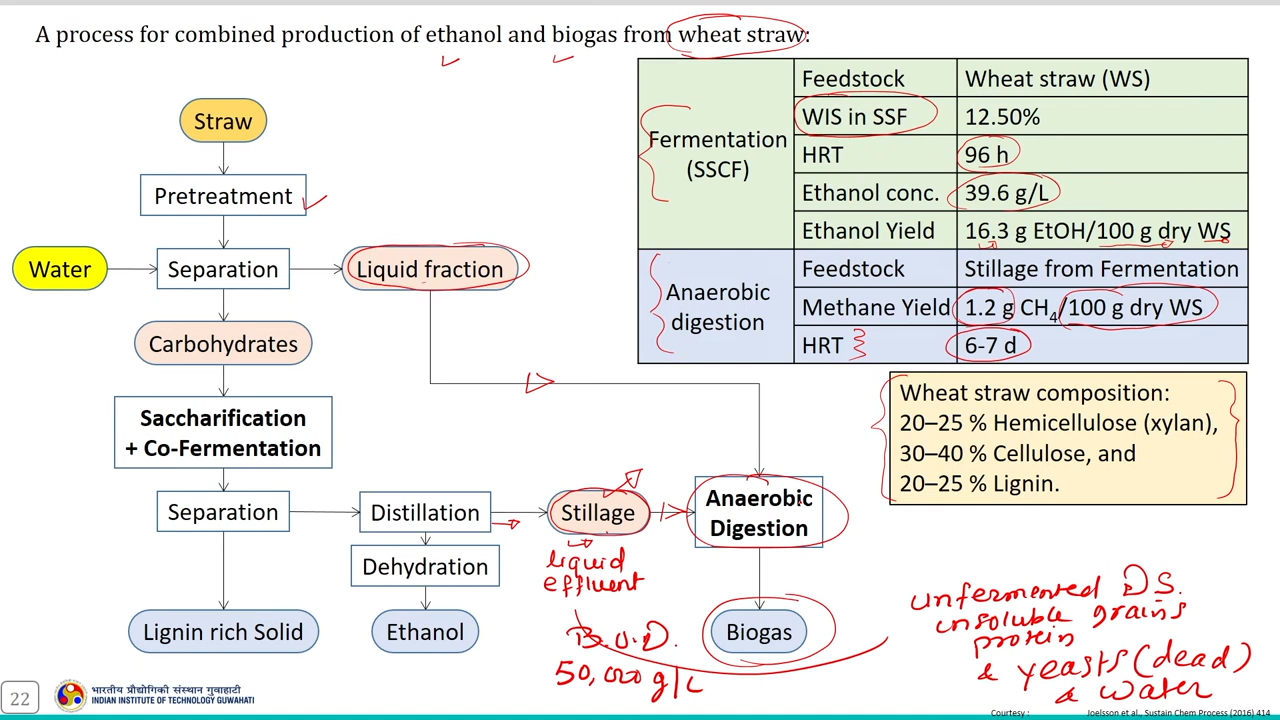 A process for combined production of ethanol and biogas from wheat straw:
Straw
Pretreatment
Water
Separation
Liquid fraction
Carbohydrates
Saccharification
+ Co-Fermentation
Separation
Distillation
Stillage
Anaerobic
Digestion
Dehydration
Lignin rich Solid
Ethanol
Biogas
Fermentation
(SSCF)
Feedstock Wheat straw (WS)
WIS in SSF 12.50%
HRT 96 h
Ethanol conc. 39.6 g/L
Ethanol Yield 16.3 g EtOH/100 g dry WS
Anaerobic
digestion
Feedstock Stillage from Fermentation
Methane Yield 1.2 g CH4/100 g dry WS
HRT 6-7 d
Wheat straw composition:
20–25 % Hemicellulose (xylan),
30–40 % Cellulose, and
20–25 % Lignin.
liquid
effluent
B.O.D.
50,000 g/L
unfermented D.S.
insoluble grains
protein
& yeasts (dead)
& water
22
भारतीय प्रौद्योगिकी संस्थान गुवाहाटी
INDIAN INSTITUTE OF TECHNOLOGY GUWAHATI
Courtesy : Joelsson et al., Sustain Chem Process (2016) 414